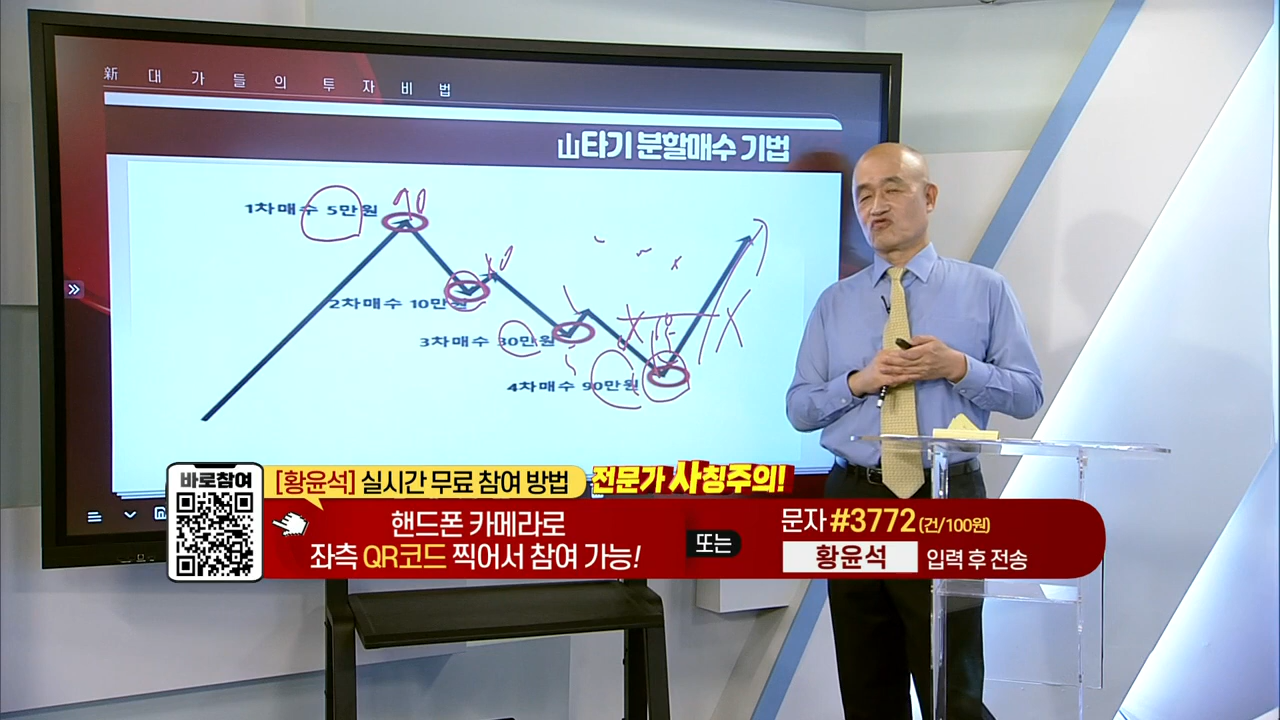 新 대 가 들 의 투 자 비 법
山타기 분할매수 기법
1차매수 5만원
10
2차매수 10만원
3차매수 30만원
4차매수 90만원
바로참여
[황윤석] 실시간 무료 참여 방법
전문가 사칭주의!
핸드폰 카메라로
좌측 QR코드 찍어서 참여 가능!
또는
문자 #3772 (건/100원)
황윤석 입력 후 전송